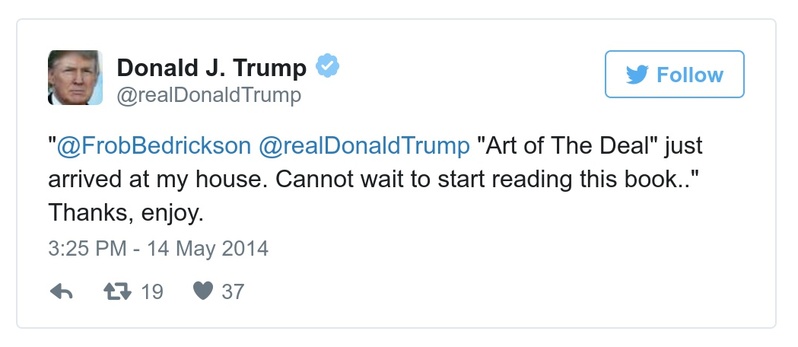 Donald J. Trump
@realDonaldTrump
Follow
"@FrobBedrickson @realDonaldTrump "Art of The Deal" just
arrived at my house. Cannot wait to start reading this book.."
Thanks, enjoy.
3:25 PM - 14 May 2014
19 37